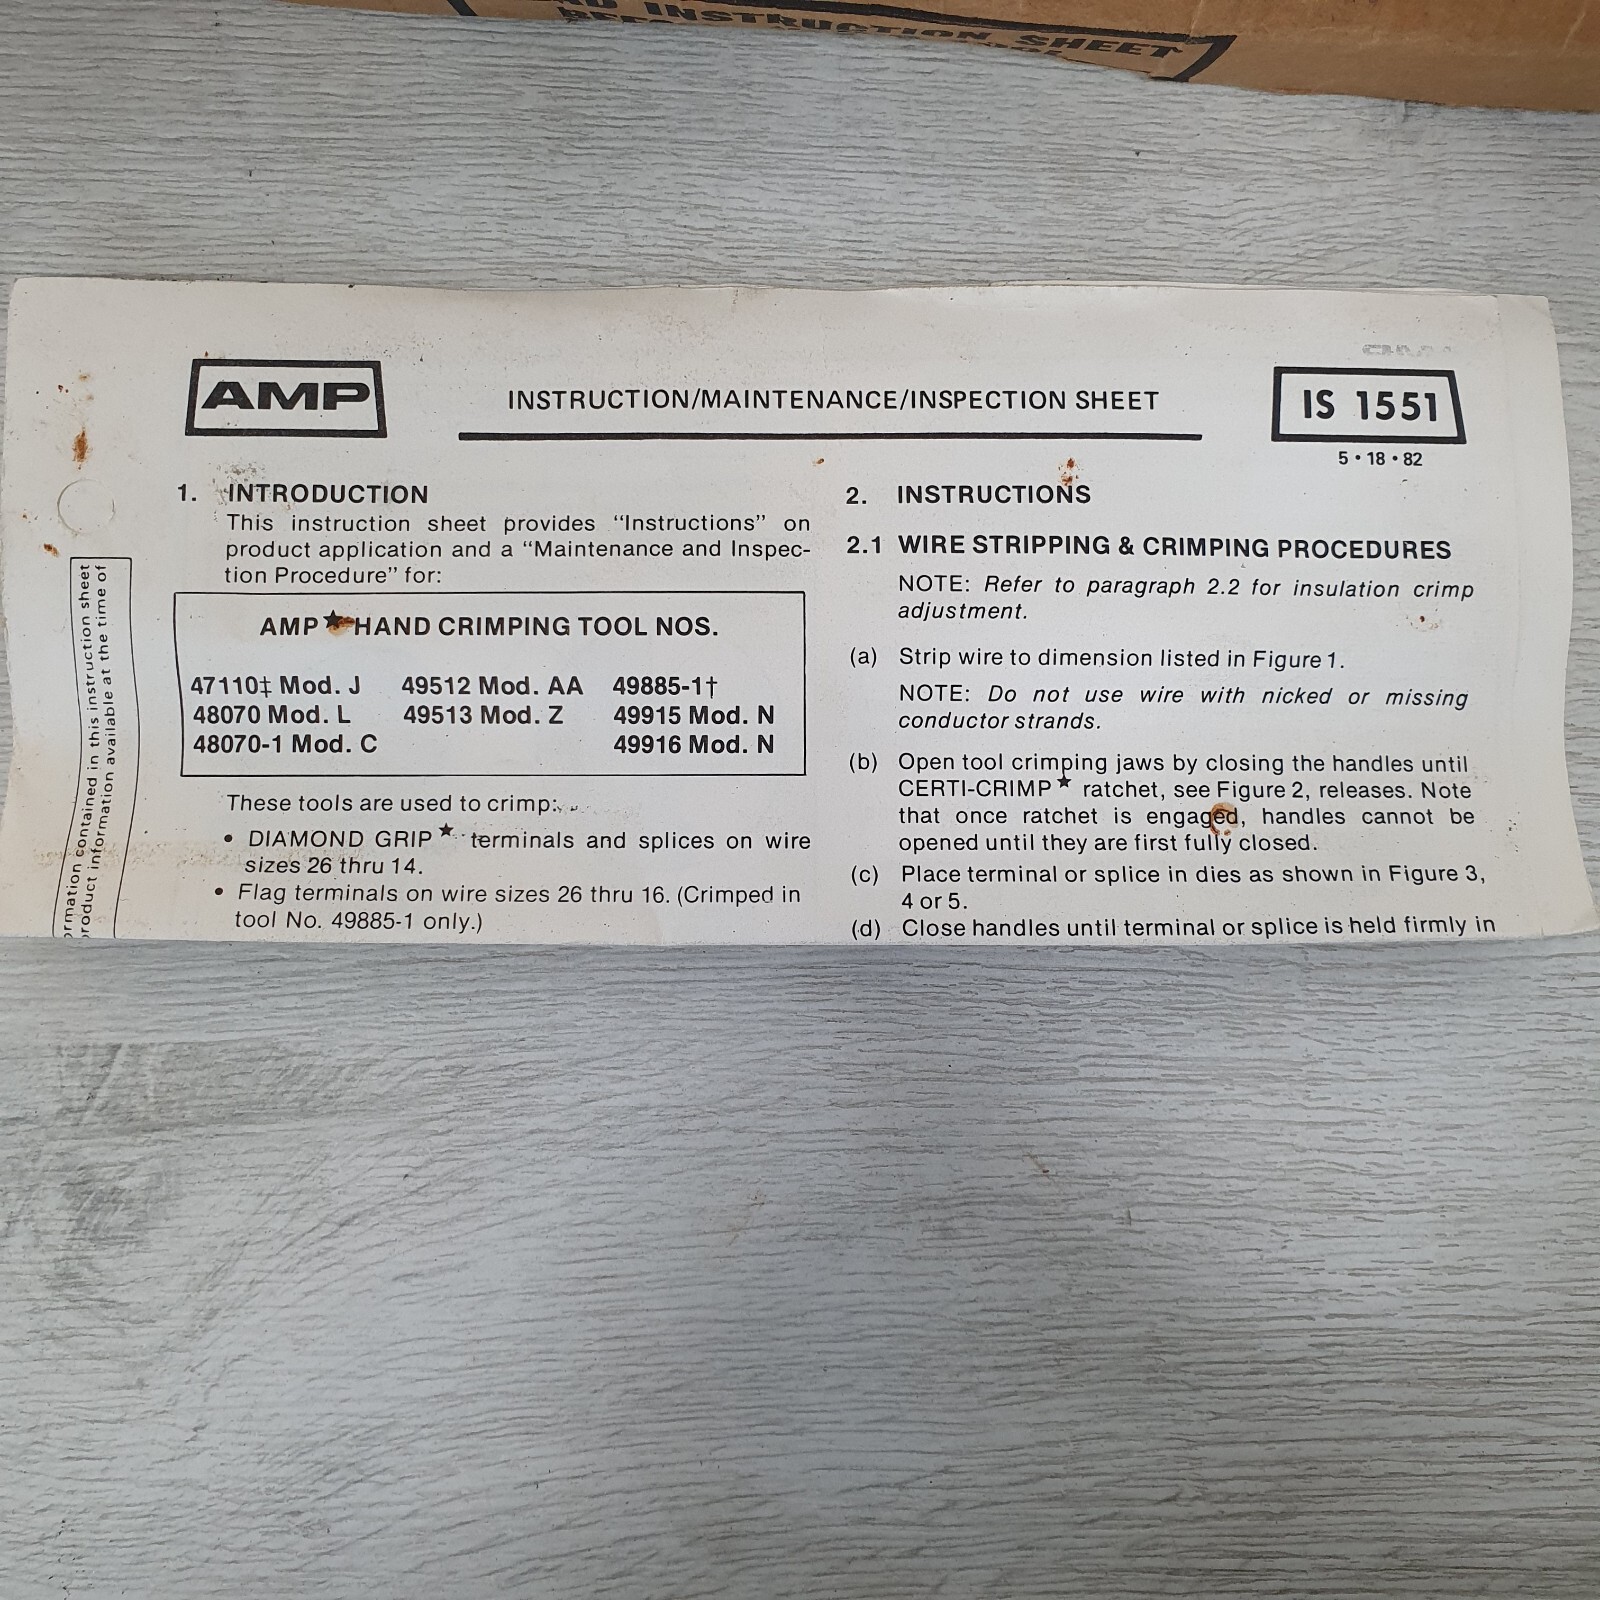 INSTRUCTION SHEET
AMP
INSTRUCTION/MAINTENANCE/INSPECTION SHEET
IS 1551
5 • 18 • 82
1. INTRODUCTION
This instruction sheet provides “Instructions” on
product application and a “Maintenance and Inspec-
tion Procedure” for:
AMP★ HAND CRIMPING TOOL NOS.
47110‡ Mod. J 49512 Mod. AA 49885-1†
48070 Mod. L 49513 Mod. Z 49915 Mod. N
48070-1 Mod. C 49916 Mod. N
These tools are used to crimp:
• DIAMOND GRIP★ terminals and splices on wire
sizes 26 thru 14.
• Flag terminals on wire sizes 26 thru 16. (Crimped in
tool No. 49885-1 only.)
2. INSTRUCTIONS
2.1 WIRE STRIPPING & CRIMPING PROCEDURES
NOTE: Refer to paragraph 2.2 for insulation crimp
adjustment.
(a) Strip wire to dimension listed in Figure 1.
NOTE: Do not use wire with nicked or missing
conductor strands.
(b) Open tool crimping jaws by closing the handles until
CERTI-CRIMP★ ratchet, see Figure 2, releases. Note
that once ratchet is engaged, handles cannot be
opened until they are first fully closed.
(c) Place terminal or splice in dies as shown in Figure 3,
4 or 5.
(d) Close handles until terminal or splice is held firmly in
contained in this instruction sheet
product information available at the time of